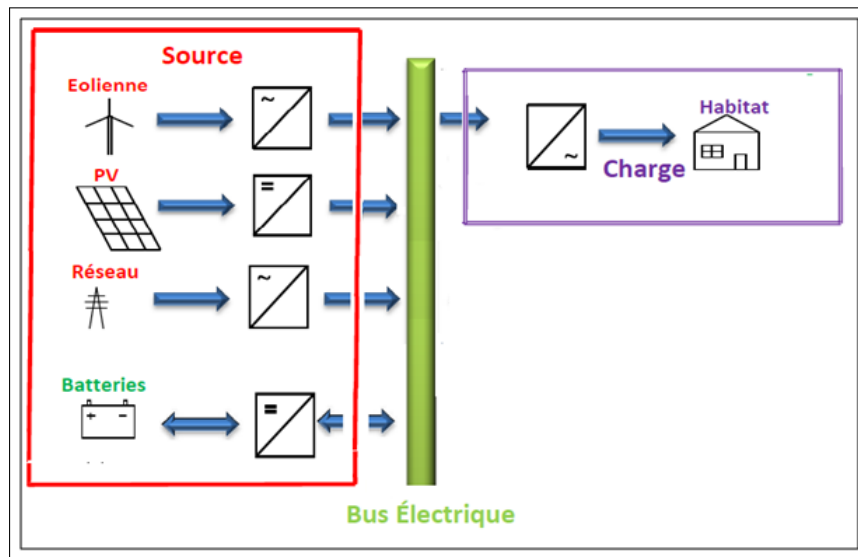 Source
Eolienne
~
PV
=
Réseau
~
Batteries
+ -
=
Habitat
~
Charge
Bus Électrique